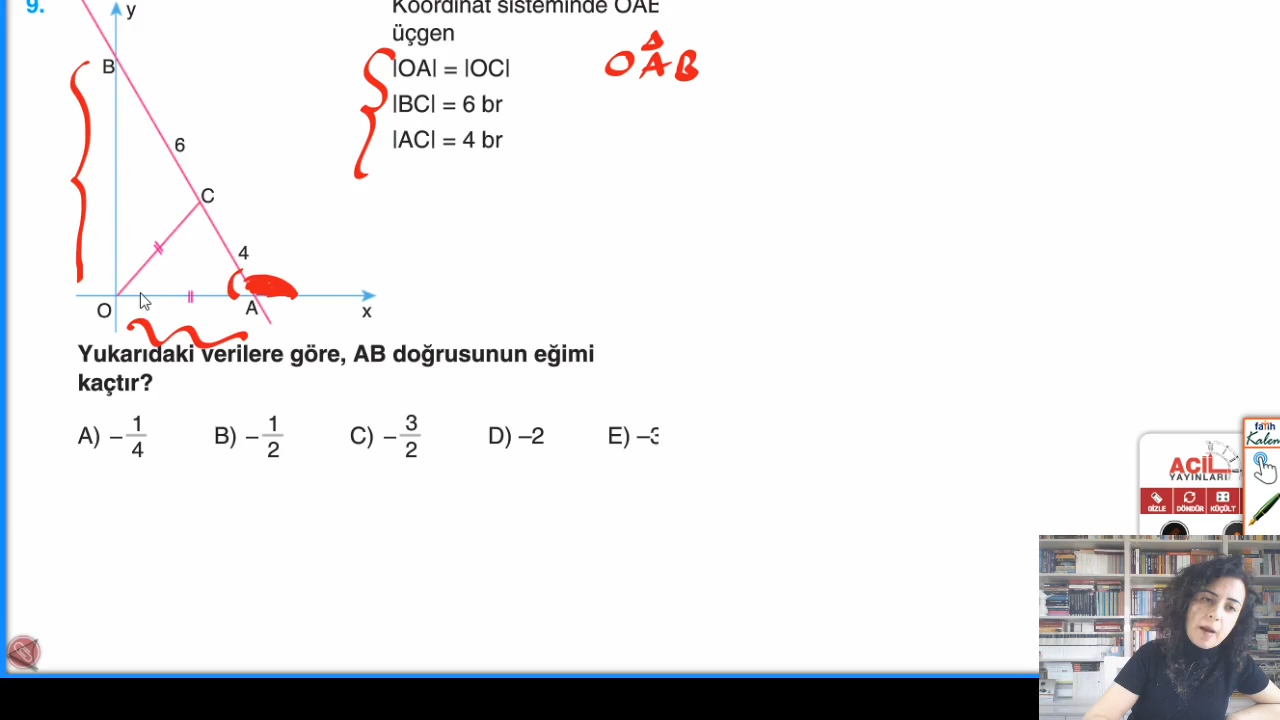 9.
Koordinat sisteminde OAE
üçgen
|OA| = |OC|
|BC| = 6 br
|AC| = 4 br
OAB
y
B
6
C
4
O
A
x
Yukarıdaki verilere göre, AB doğrusunun eğimi
kaçtır?
A) –1/4 B) –1/2 C) –3/2 D) –2 E) –3
fatih
Kalem
ACİL
YAYINLARI
GİZLE DÖNDÜR KÜÇÜLT